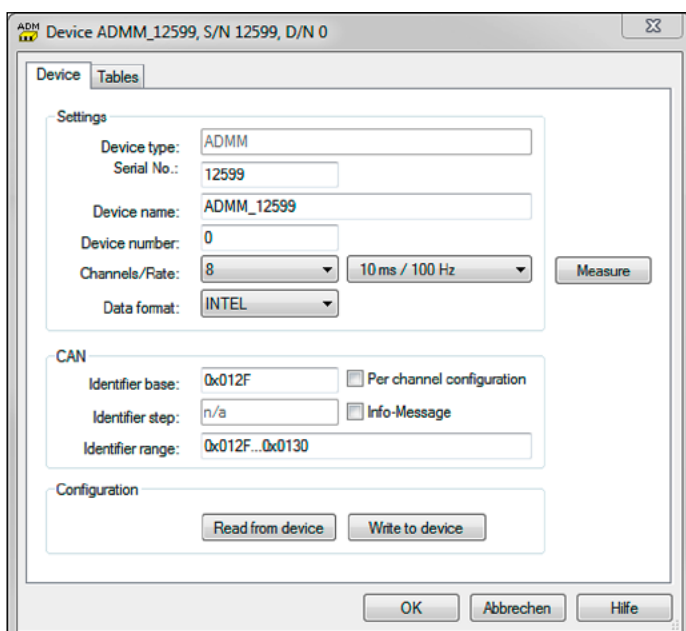 ADM Device ADMM_12599, S/N 12599, D/N 0
Device Tables
Settings
Device type: ADMM
Serial No.: 12599
Device name: ADMM_12599
Device number: 0
Channels/Rate: 8 10 ms / 100 Hz Measure
Data format: INTEL
CAN
Identifier base: 0x012F Per channel configuration
Identifier step: n/a Info-Message
Identifier range: 0x012F...0x0130
Configuration
Read from device Write to device
OK Abbrechen Hilfe